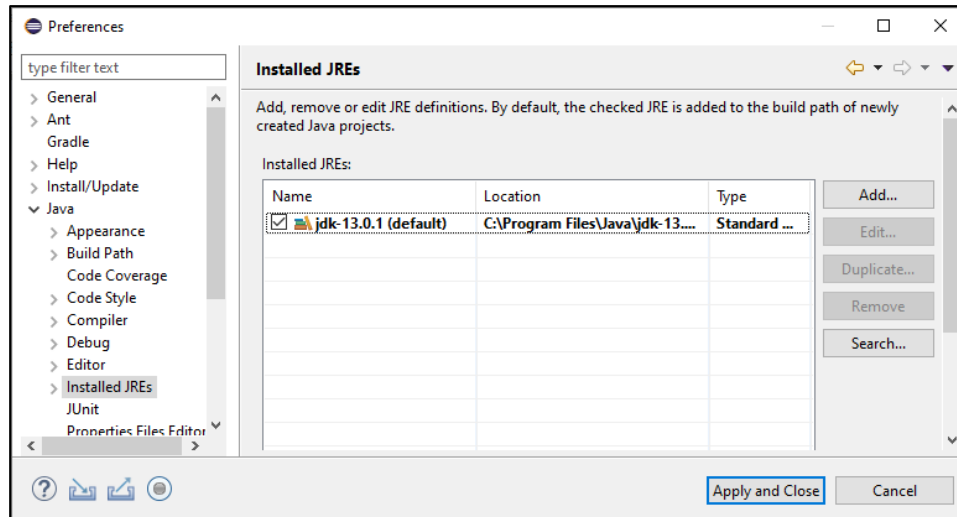 Preferences
type filter text
General
Ant
Gradle
Help
Install/Update
Java
Appearance
Build Path
Code Coverage
Code Style
Compiler
Debug
Editor
Installed JREs
JUnit
Properties Files Editor
Installed JREs
Add, remove or edit JRE definitions. By default, the checked JRE is added to the build path of newly
created Java projects.
Installed JREs:
Name Location Type
jdk-13.0.1 (default) C:\Program Files\Java\jdk-13.... Standard ...
Add...
Edit...
Duplicate...
Remove
Search...
Apply and Close Cancel